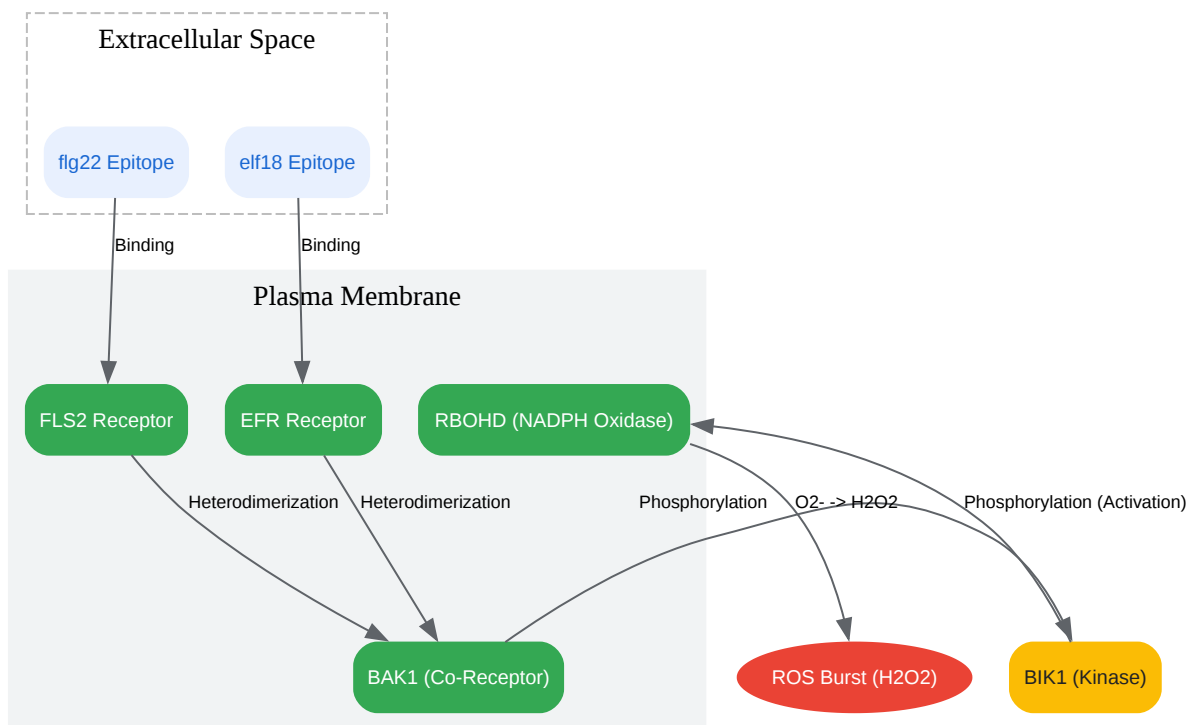 Extracellular Space
flg22 Epitope
elf18 Epitope
Binding
Binding
Plasma Membrane
FLS2 Receptor
EFR Receptor
RBOHD (NADPH Oxidase)
Heterodimerization
Heterodimerization
Phosphorylation
O2- -> H2O2
Phosphorylation (Activation)
BAK1 (Co-Receptor)
ROS Burst (H2O2)
BIK1 (Kinase)